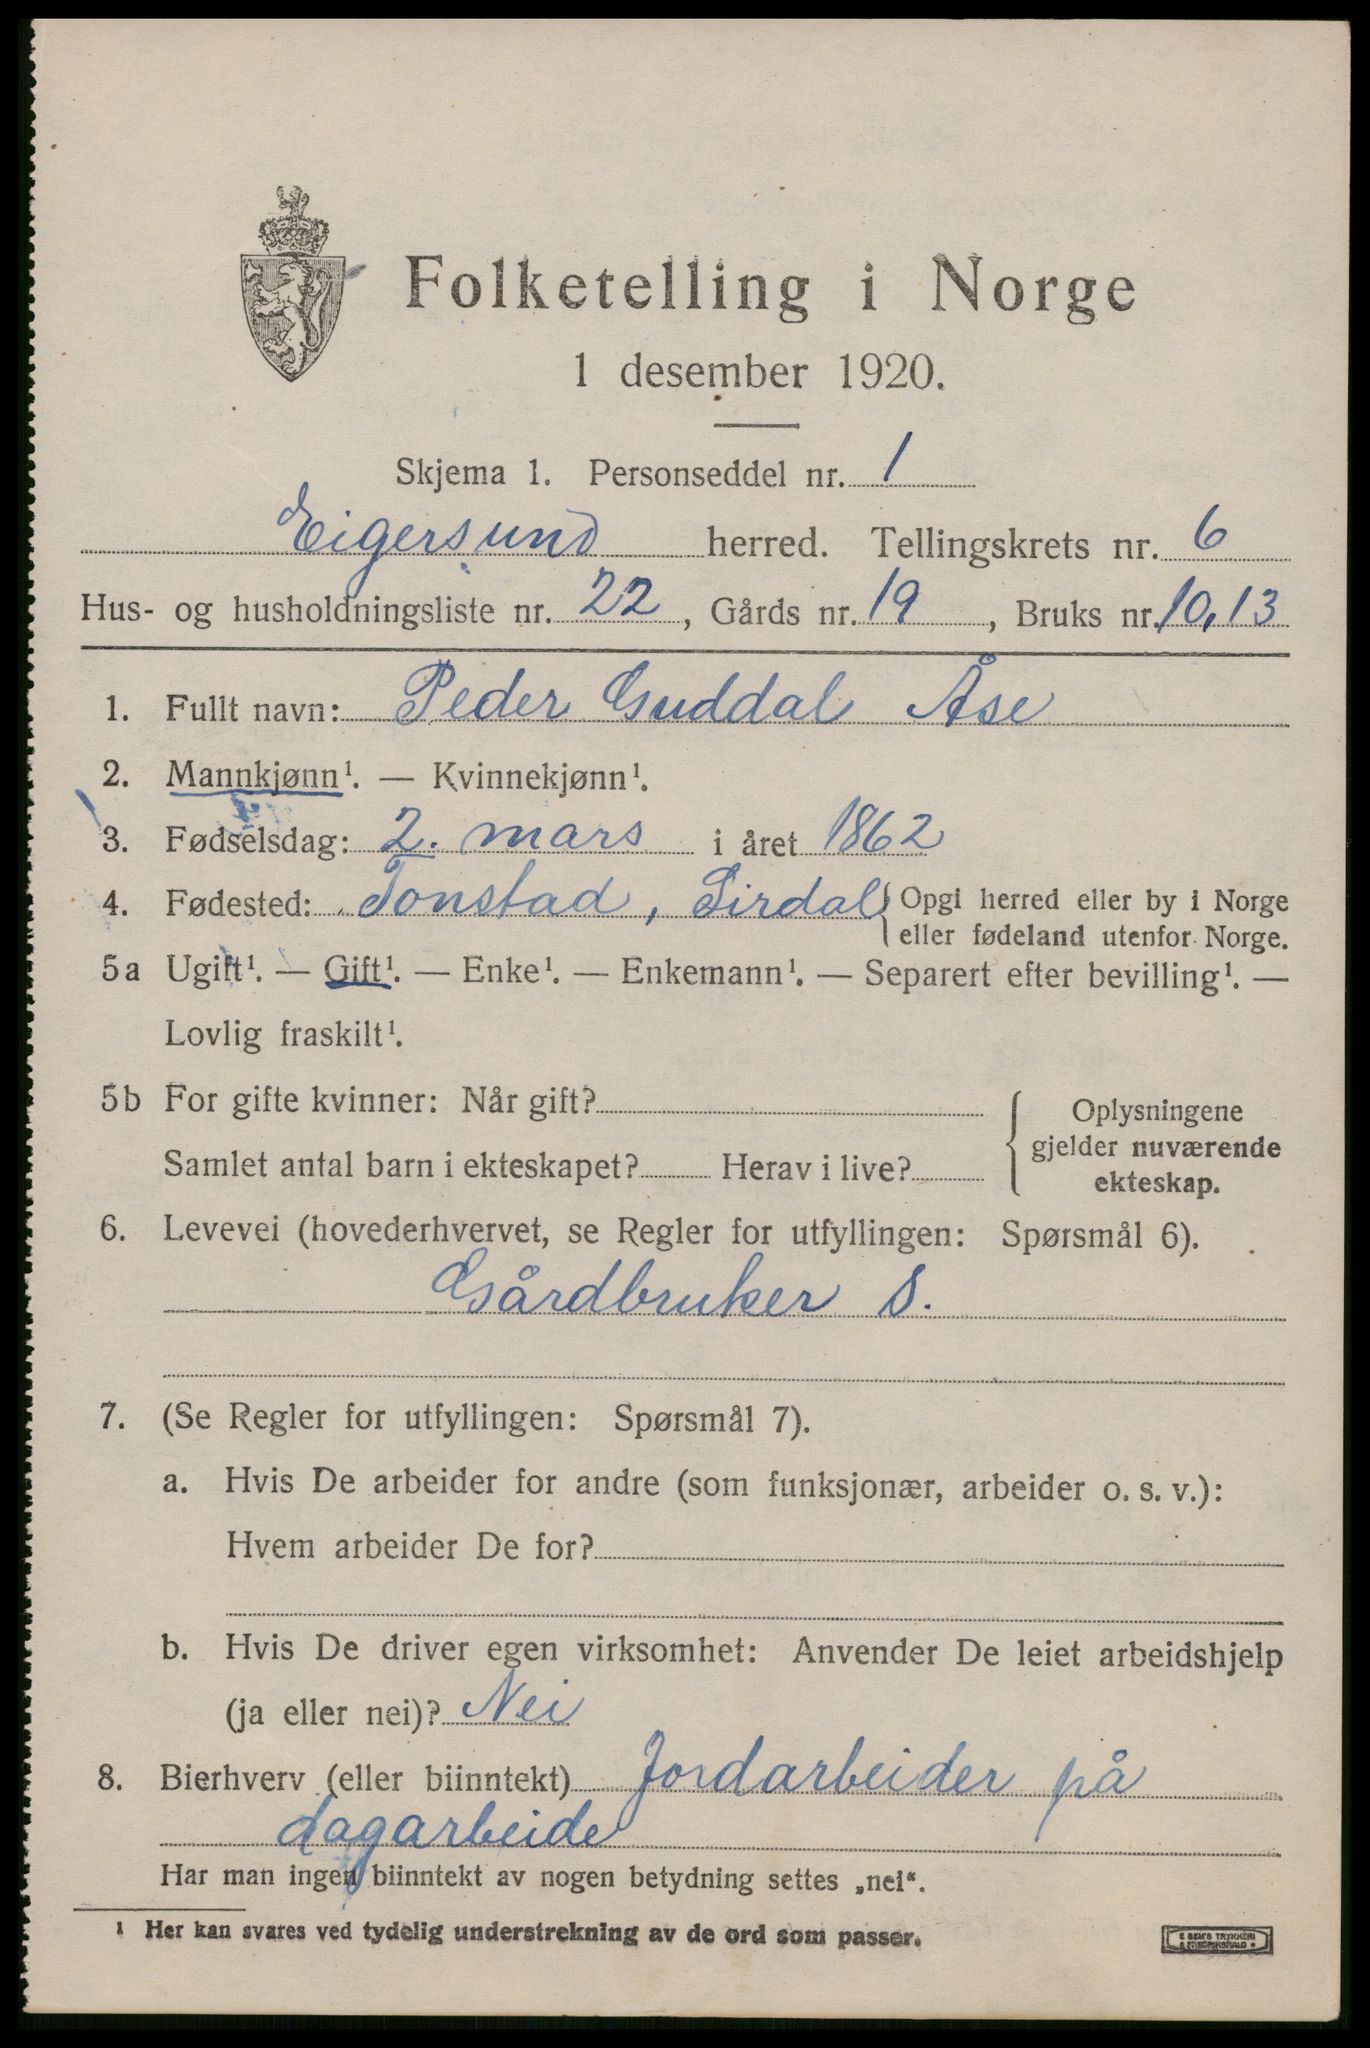 Folketelling i Norge
1 desember 1920.
Skjema 1. Personseddel nr. 1
Eigersund herred. Tellingskrets nr. 6
Hus- og husholdningsliste nr. 22, Gårds nr. 19, Bruks nr. 10, 13
1. Fullt navn: Peder Guddal Åse
2. Mannkjønn¹. — Kvinnekjønn¹.
3. Fødselsdag: 2. mars i året 1862
4. Fødested: Tonstad, Sirdal { Opgi herred eller by i Norge
eller fødeland utenfor Norge.
5a Ugift¹. — Gift¹. — Enke¹. — Enkemann¹. — Separert efter bevilling¹. —
Lovlig fraskilt¹.
5b For gifte kvinner: Når gift?
Samlet antal barn i ekteskapet? Herav i live?
{ Oplysningene
gjelder nuværende
ekteskap.
6. Levevei (hovederhvervet, se Regler for utfyllingen: Spørsmål 6).
Gårdbruker S.
7. (Se Regler for utfyllingen: Spørsmål 7).
a. Hvis De arbeider for andre (som funksjonær, arbeider o. s. v.):
Hvem arbeider De for?
b. Hvis De driver egen virksomhet: Anvender De leiet arbeidshjelp
(ja eller nei)? Nei
8. Bierhverv (eller biinntekt) Jordarbeider på
dagarbeide
Har man ingen biinntekt av nogen betydning settes „nei“.
¹ Her kan svares ved tydelig understrekning av de ord som passer.
E SEM'S TRYKKERI
FREDRIKSHALD